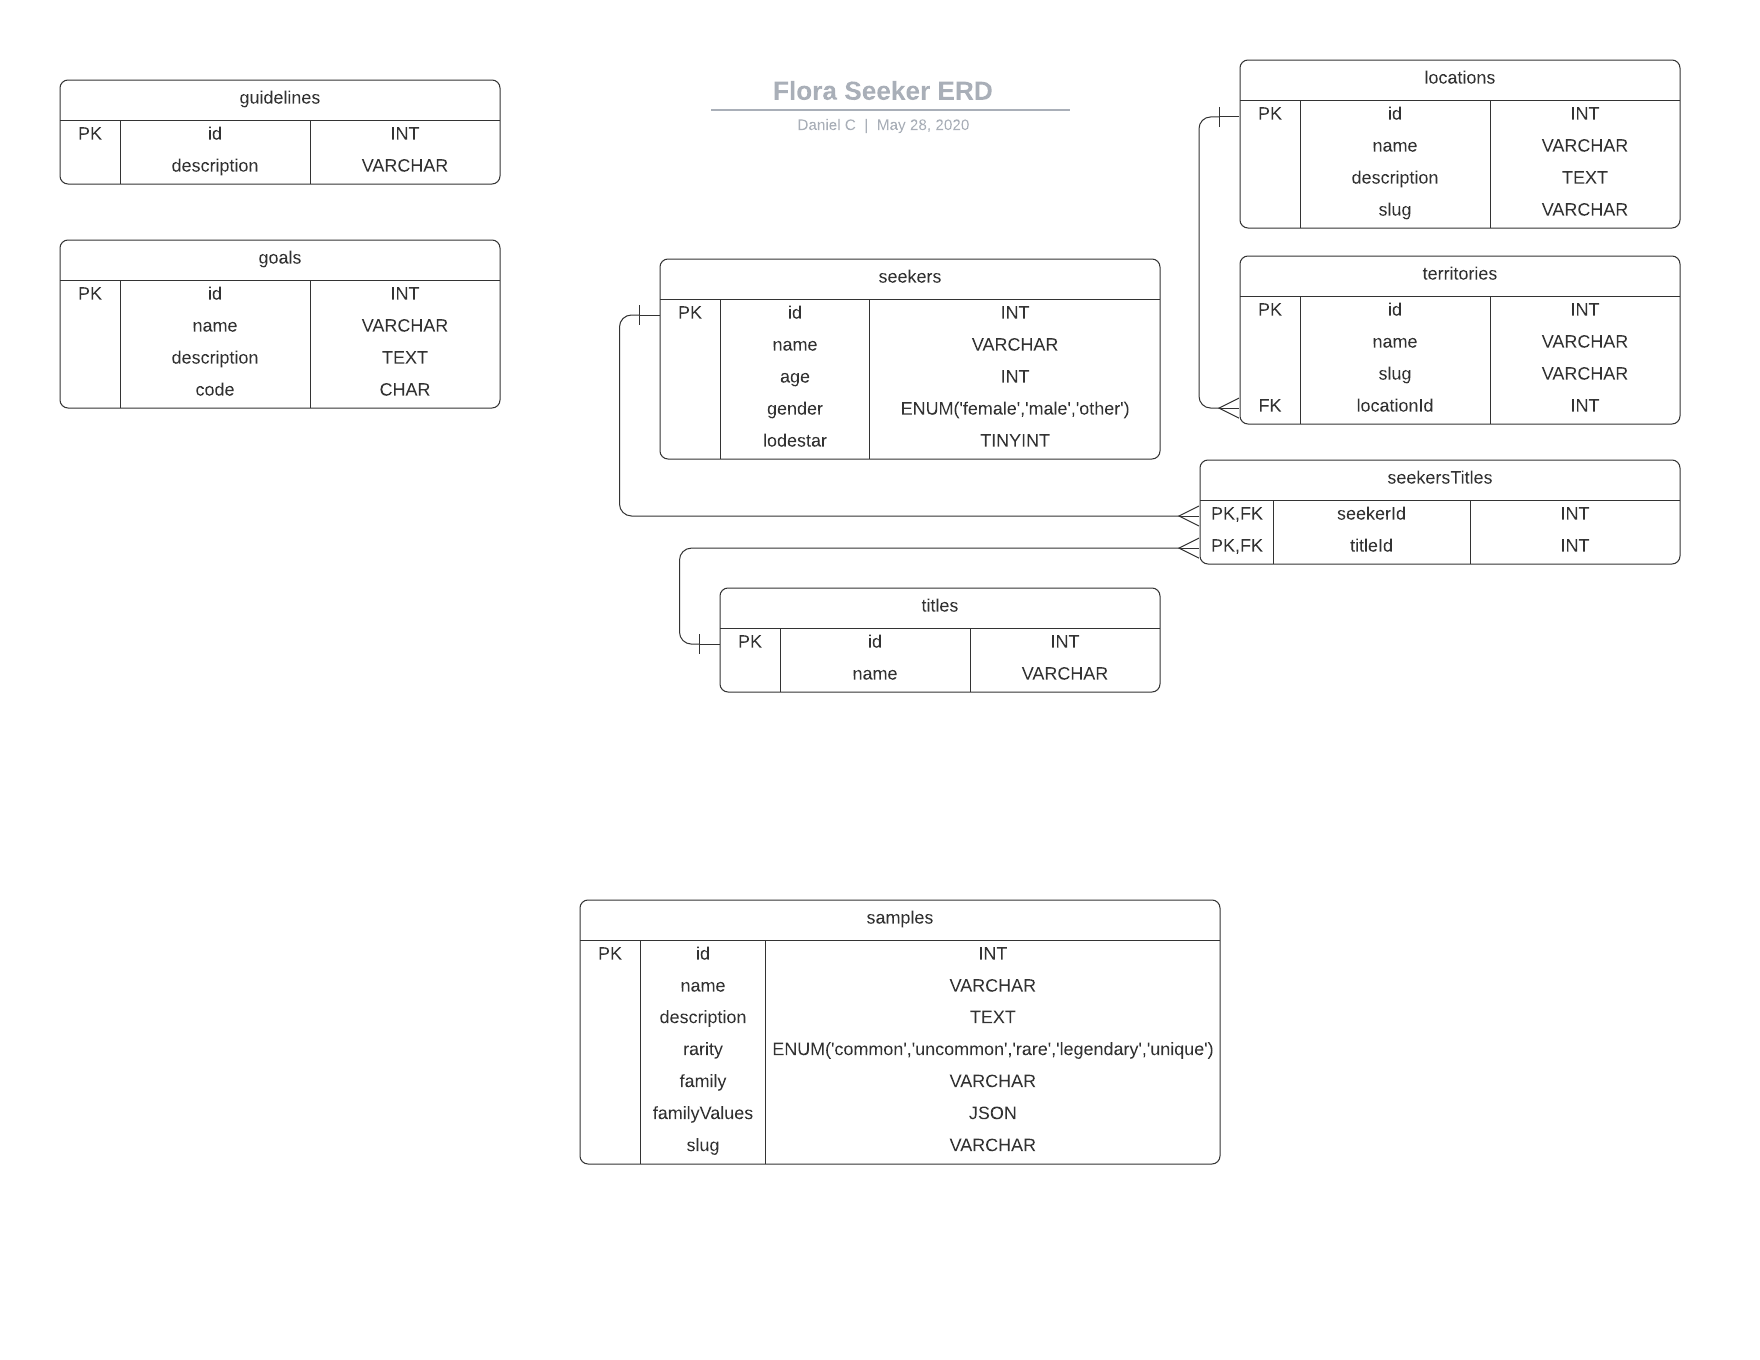 Flora Seeker ERD
Daniel C | May 28, 2020
guidelines
PK id INT
description VARCHAR
goals
PK id INT
name VARCHAR
description TEXT
code CHAR
seekers
PK id INT
name VARCHAR
age INT
gender ENUM('female','male','other')
lodestar TINYINT
locations
PK id INT
name VARCHAR
description TEXT
slug VARCHAR
territories
PK id INT
name VARCHAR
slug VARCHAR
FK locationId INT
seekersTitles
PK,FK seekerId INT
PK,FK titleId INT
titles
PK id INT
name VARCHAR
samples
PK id INT
name VARCHAR
description TEXT
rarity ENUM('common','uncommon','rare','legendary','unique')
family VARCHAR
familyValues JSON
slug VARCHAR